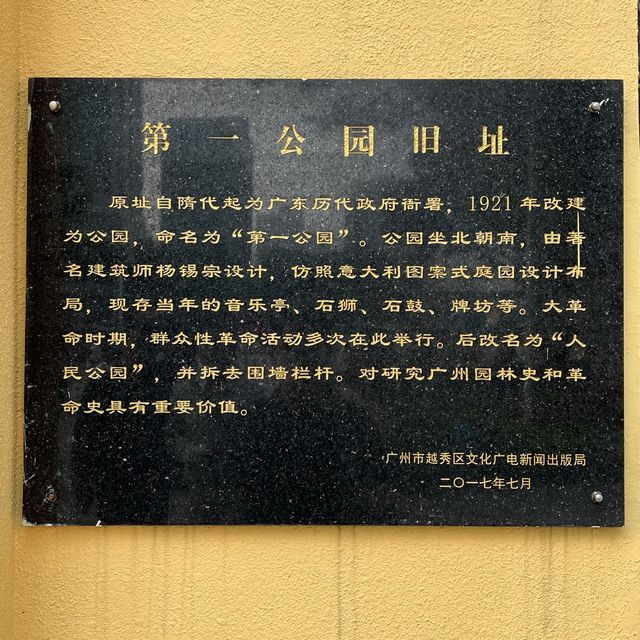 第一公园旧址
原址自隋代起为广东历代政府衙署，1921年改建
为公园，命名为“第一公园”。公园坐北朝南，由著
名建筑师杨锡宗设计，仿照意大利图案式庭园设计布
局，现存当年的音乐亭、石狮、石鼓、牌坊等。大革
命时期，群众性革命活动多次在此举行。后改名为“人
民公园”，并拆去围墙栏杆。对研究广州园林史和革
命史具有重要价值。
广州市越秀区文化广电新闻出版局
二〇一七年七月